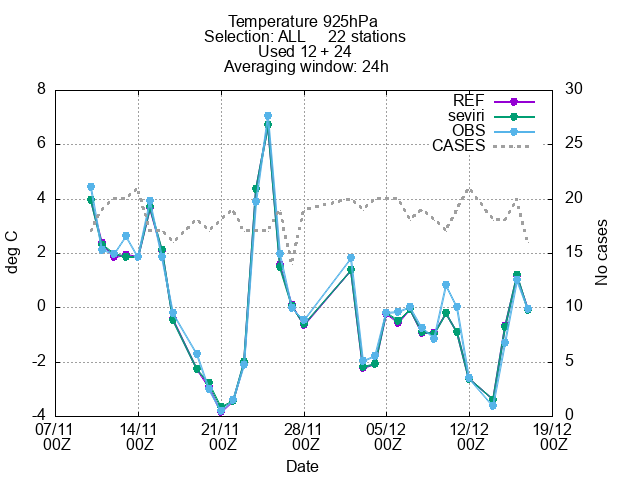 Temperature 925hPa
Selection: ALL 22 stations
Used 12 + 24
Averaging window: 24h
8 30
REF
seviri
OBS
CASES
6 25
4 20
2 15
0 10
-2 5
-4 0
deg C
No cases
07/11 14/11 21/11 28/11 05/12 12/12 19/12
00Z 00Z 00Z 00Z 00Z 00Z 00Z
Date